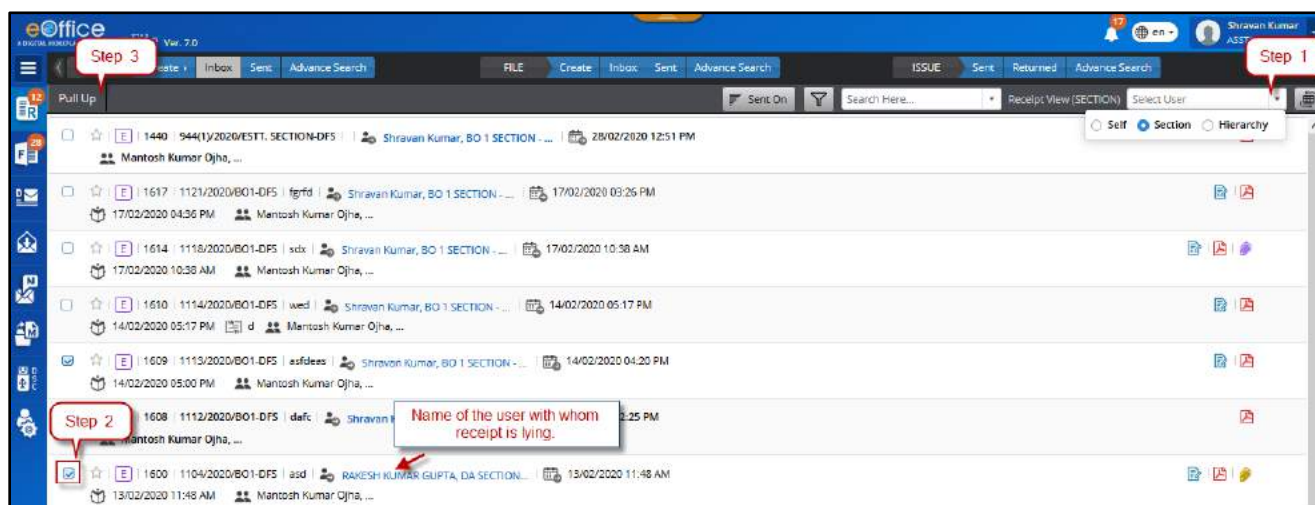 eOffice
A DIGITAL WORKPLACE
Ver. 7.0
17
en
Shravan Kumar
Step 3
Step 1
Inbox Sent Advance Search
FILE Create Inbox Sent Advance Search
ISSUE Sent Returned Advance Search
12
Pull Up
Sent On
Search Here...
Receipt View (SECTION)
Select User
Self Section Hierarchy
E 1440 944(1)/2020/ESTT. SECTION-DFS Shravan Kumar, BO 1 SECTION - ... 28/02/2020 12:51 PM
Mantosh Kumar Ojha, ...
28
E 1617 1121/2020/BO1-DFS fgrfd Shravan Kumar, BO 1 SECTION - ... 17/02/2020 03:26 PM
17/02/2020 04:36 PM Mantosh Kumar Ojha, ...
E 1614 1118/2020/BO1-DFS sdx Shravan Kumar, BO 1 SECTION - ... 17/02/2020 10:38 AM
17/02/2020 10:38 AM Mantosh Kumar Ojha, ...
E 1610 1114/2020/BO1-DFS wed Shravan Kumar, BO 1 SECTION - ... 14/02/2020 05:17 PM
14/02/2020 05:17 PM d Mantosh Kumar Ojha, ...
E 1609 1113/2020/BO1-DFS asfdeas Shravan Kumar, BO 1 SECTION - ... 14/02/2020 04:20 PM
14/02/2020 05:00 PM Mantosh Kumar Ojha, ...
Step 2
1608 1112/2020/BO1-DFS dafc Shravan 2:25 PM
Mantosh Kumar Ojha, ...
Name of the user with whom
receipt is lying.
E 1600 1104/2020/BO1-DFS asd RAKESH KUMAR GUPTA, DA SECTION... 13/02/2020 11:48 AM
13/02/2020 11:48 AM Mantosh Kumar Ojha, ...